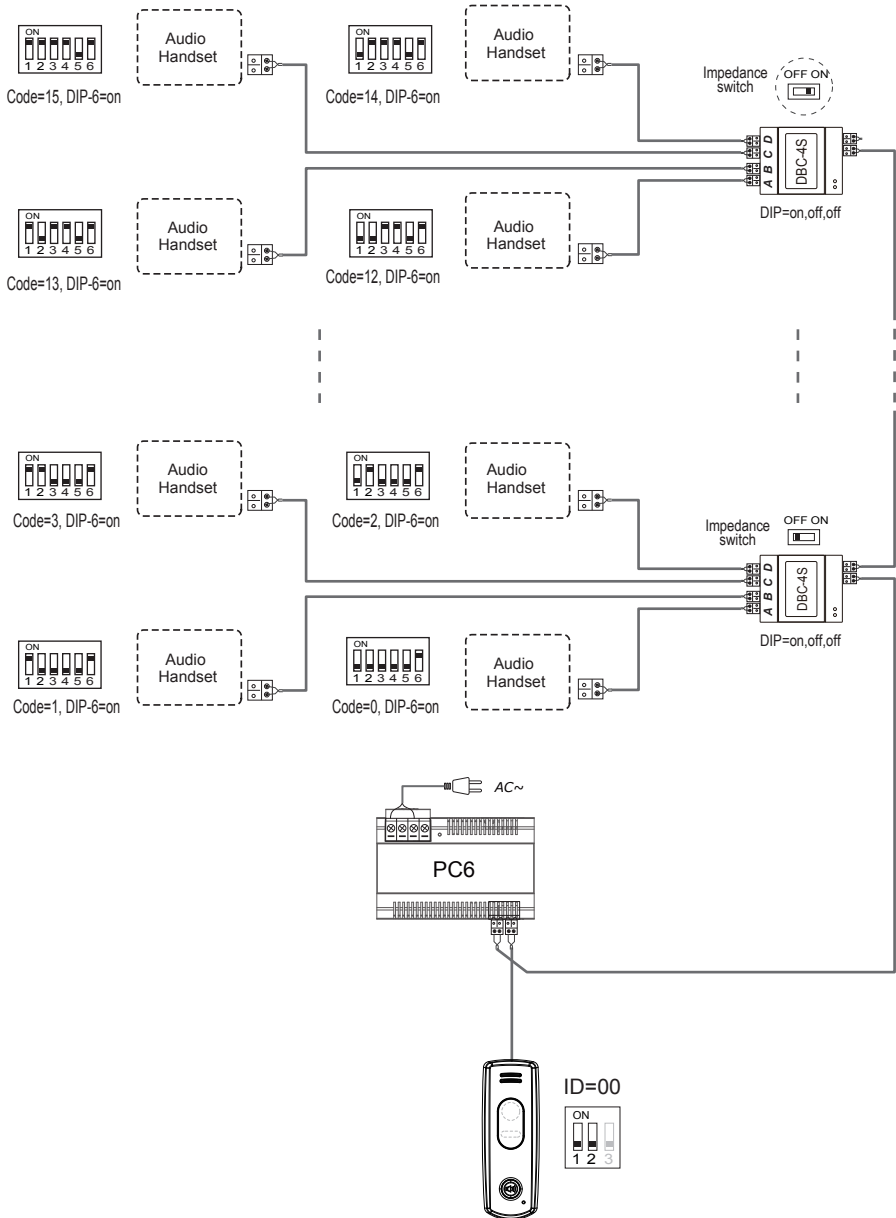 ON
1 2 3 4 5 6
Code=15, DIP-6=on
Audio
Handset
ON
1 2 3 4 5 6
Code=14, DIP-6=on
Audio
Handset
Impedance
switch
OFF ON
A B C D
DBC-4S
DIP=on,off,off
ON
1 2 3 4 5 6
Code=13, DIP-6=on
Audio
Handset
ON
1 2 3 4 5 6
Code=12, DIP-6=on
Audio
Handset
ON
1 2 3 4 5 6
Code=3, DIP-6=on
Audio
Handset
ON
1 2 3 4 5 6
Code=2, DIP-6=on
Audio
Handset
Impedance
switch
OFF ON
A B C D
DBC-4S
DIP=on,off,off
ON
1 2 3 4 5 6
Code=1, DIP-6=on
Audio
Handset
ON
1 2 3 4 5 6
Code=0, DIP-6=on
Audio
Handset
AC~
PC6
ID=00
ON
1 2 3